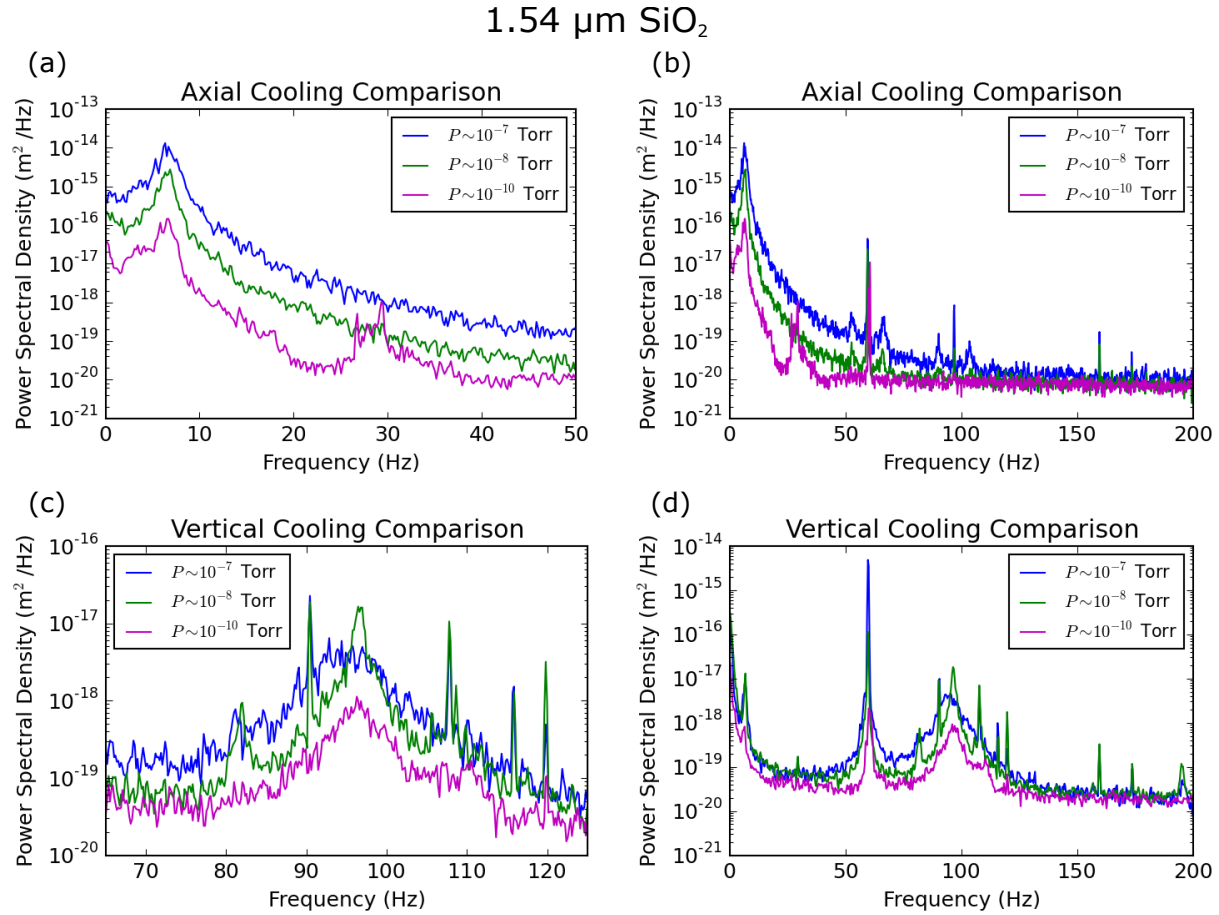 1.54 μm SiO₂
(a)
Axial Cooling Comparison
Power Spectral Density (m² /Hz)
10⁻¹³
10⁻¹⁴
10⁻¹⁵
10⁻¹⁶
10⁻¹⁷
10⁻¹⁸
10⁻¹⁹
10⁻²⁰
10⁻²¹
P∼10⁻⁷ Torr
P∼10⁻⁸ Torr
P∼10⁻¹⁰ Torr
0 10 20 30 40 50
Frequency (Hz)
(b)
Axial Cooling Comparison
Power Spectral Density (m² /Hz)
10⁻¹³
10⁻¹⁴
10⁻¹⁵
10⁻¹⁶
10⁻¹⁷
10⁻¹⁸
10⁻¹⁹
10⁻²⁰
10⁻²¹
P∼10⁻⁷ Torr
P∼10⁻⁸ Torr
P∼10⁻¹⁰ Torr
0 50 100 150 200
Frequency (Hz)
(c)
Vertical Cooling Comparison
Power Spectral Density (m² /Hz)
10⁻¹⁶
10⁻¹⁷
10⁻¹⁸
10⁻¹⁹
10⁻²⁰
P∼10⁻⁷ Torr
P∼10⁻⁸ Torr
P∼10⁻¹⁰ Torr
70 80 90 100 110 120
Frequency (Hz)
(d)
Vertical Cooling Comparison
Power Spectral Density (m² /Hz)
10⁻¹⁴
10⁻¹⁵
10⁻¹⁶
10⁻¹⁷
10⁻¹⁸
10⁻¹⁹
10⁻²⁰
10⁻²¹
P∼10⁻⁷ Torr
P∼10⁻⁸ Torr
P∼10⁻¹⁰ Torr
0 50 100 150 200
Frequency (Hz)